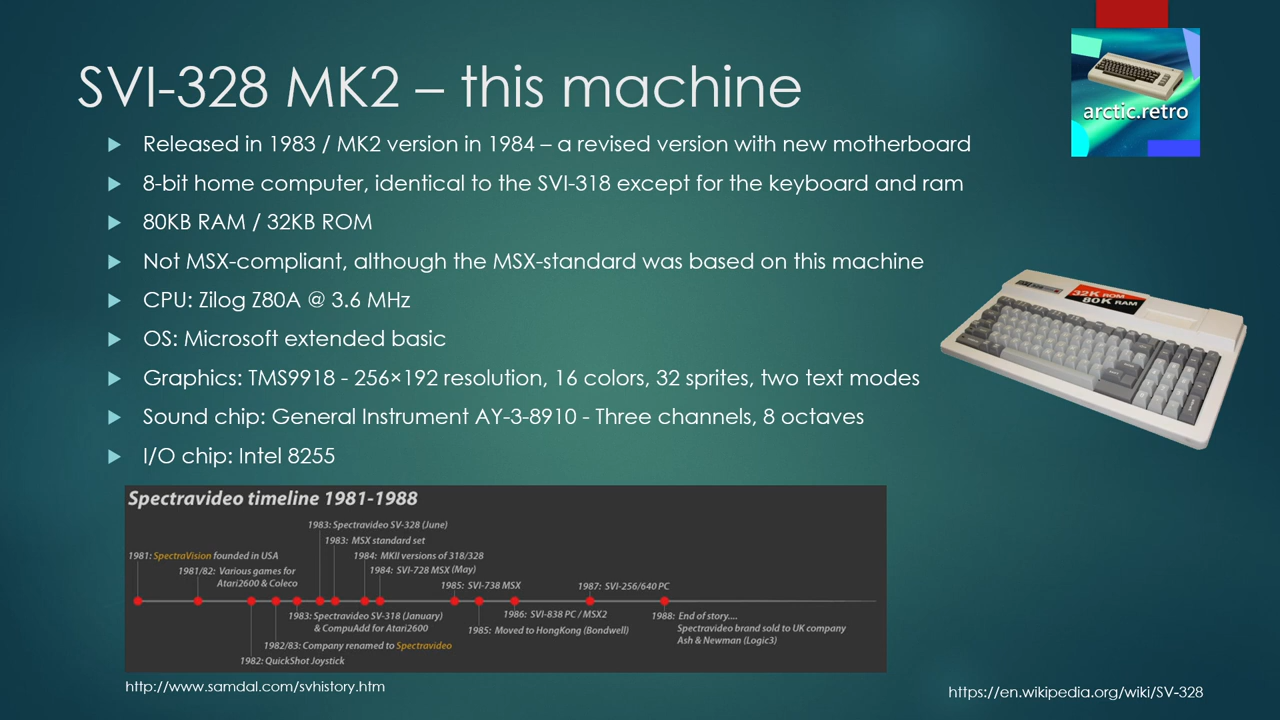 SVI-328 MK2 – this machine
arctic.retro
Released in 1983 / MK2 version in 1984 – a revised version with new motherboard
8-bit home computer, identical to the SVI-318 except for the keyboard and ram
80KB RAM / 32KB ROM
Not MSX-compliant, although the MSX-standard was based on this machine
CPU: Zilog Z80A @ 3.6 MHz
OS: Microsoft extended basic
Graphics: TMS9918 - 256×192 resolution, 16 colors, 32 sprites, two text modes
Sound chip: General Instrument AY-3-8910 - Three channels, 8 octaves
I/O chip: Intel 8255
32K ROM
80K RAM
Spectravideo timeline 1981-1988
1983: Spectravideo SV-328 (June)
1983: MSX standard set
1981: SpectraVision founded in USA
1984: MKII versions of 318/328
1981/82: Various games for
Atari2600 & Coleco
1984: SVI-728 MSX (May)
1985: SVI-738 MSX
1987: SVI-256/640 PC
1983: Spectravideo SV-318 (January)
& CompuAdd for Atari2600
1986: SVI-838 PC / MSX2
1988: End of story....
Spectravideo brand sold to UK company
Ash & Newman (Logic3)
1985: Moved to HongKong (Bondwell)
1982/83: Company renamed to Spectravideo
1982: QuickShot Joystick
http://www.samdal.com/svhistory.htm
https://en.wikipedia.org/wiki/SV-328